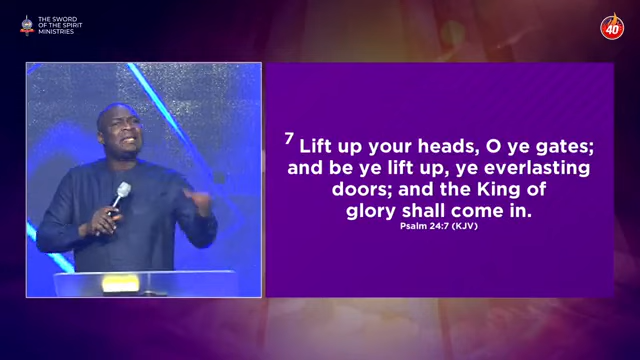 THE SWORD
OF THE SPIRIT
MINISTRIES
40
7 Lift up your heads, O ye gates;
and be ye lift up, ye everlasting
doors; and the King of
glory shall come in.
Psalm 24:7 (KJV)